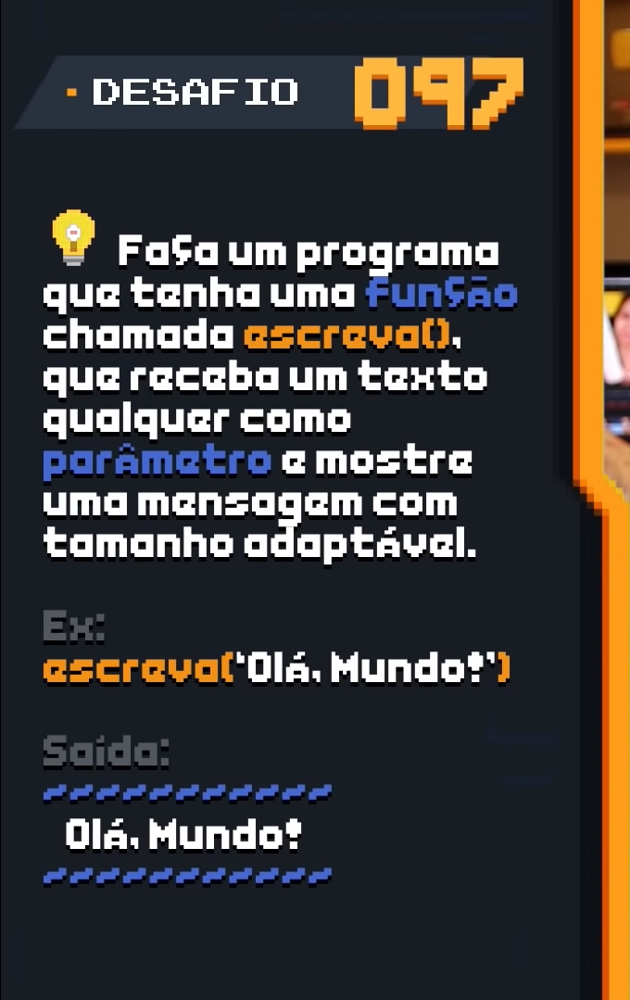 DESAFIO 097
Faça um programa
que tenha uma função
chamada escreva(),
que receba um texto
qualquer como
parâmetro e mostre
uma mensagem com
tamanho adaptável.
Ex:
escreva(‘Olá, Mundo!’)
Saída:
~~~~~~~~~~~
Olá, Mundo!
~~~~~~~~~~~